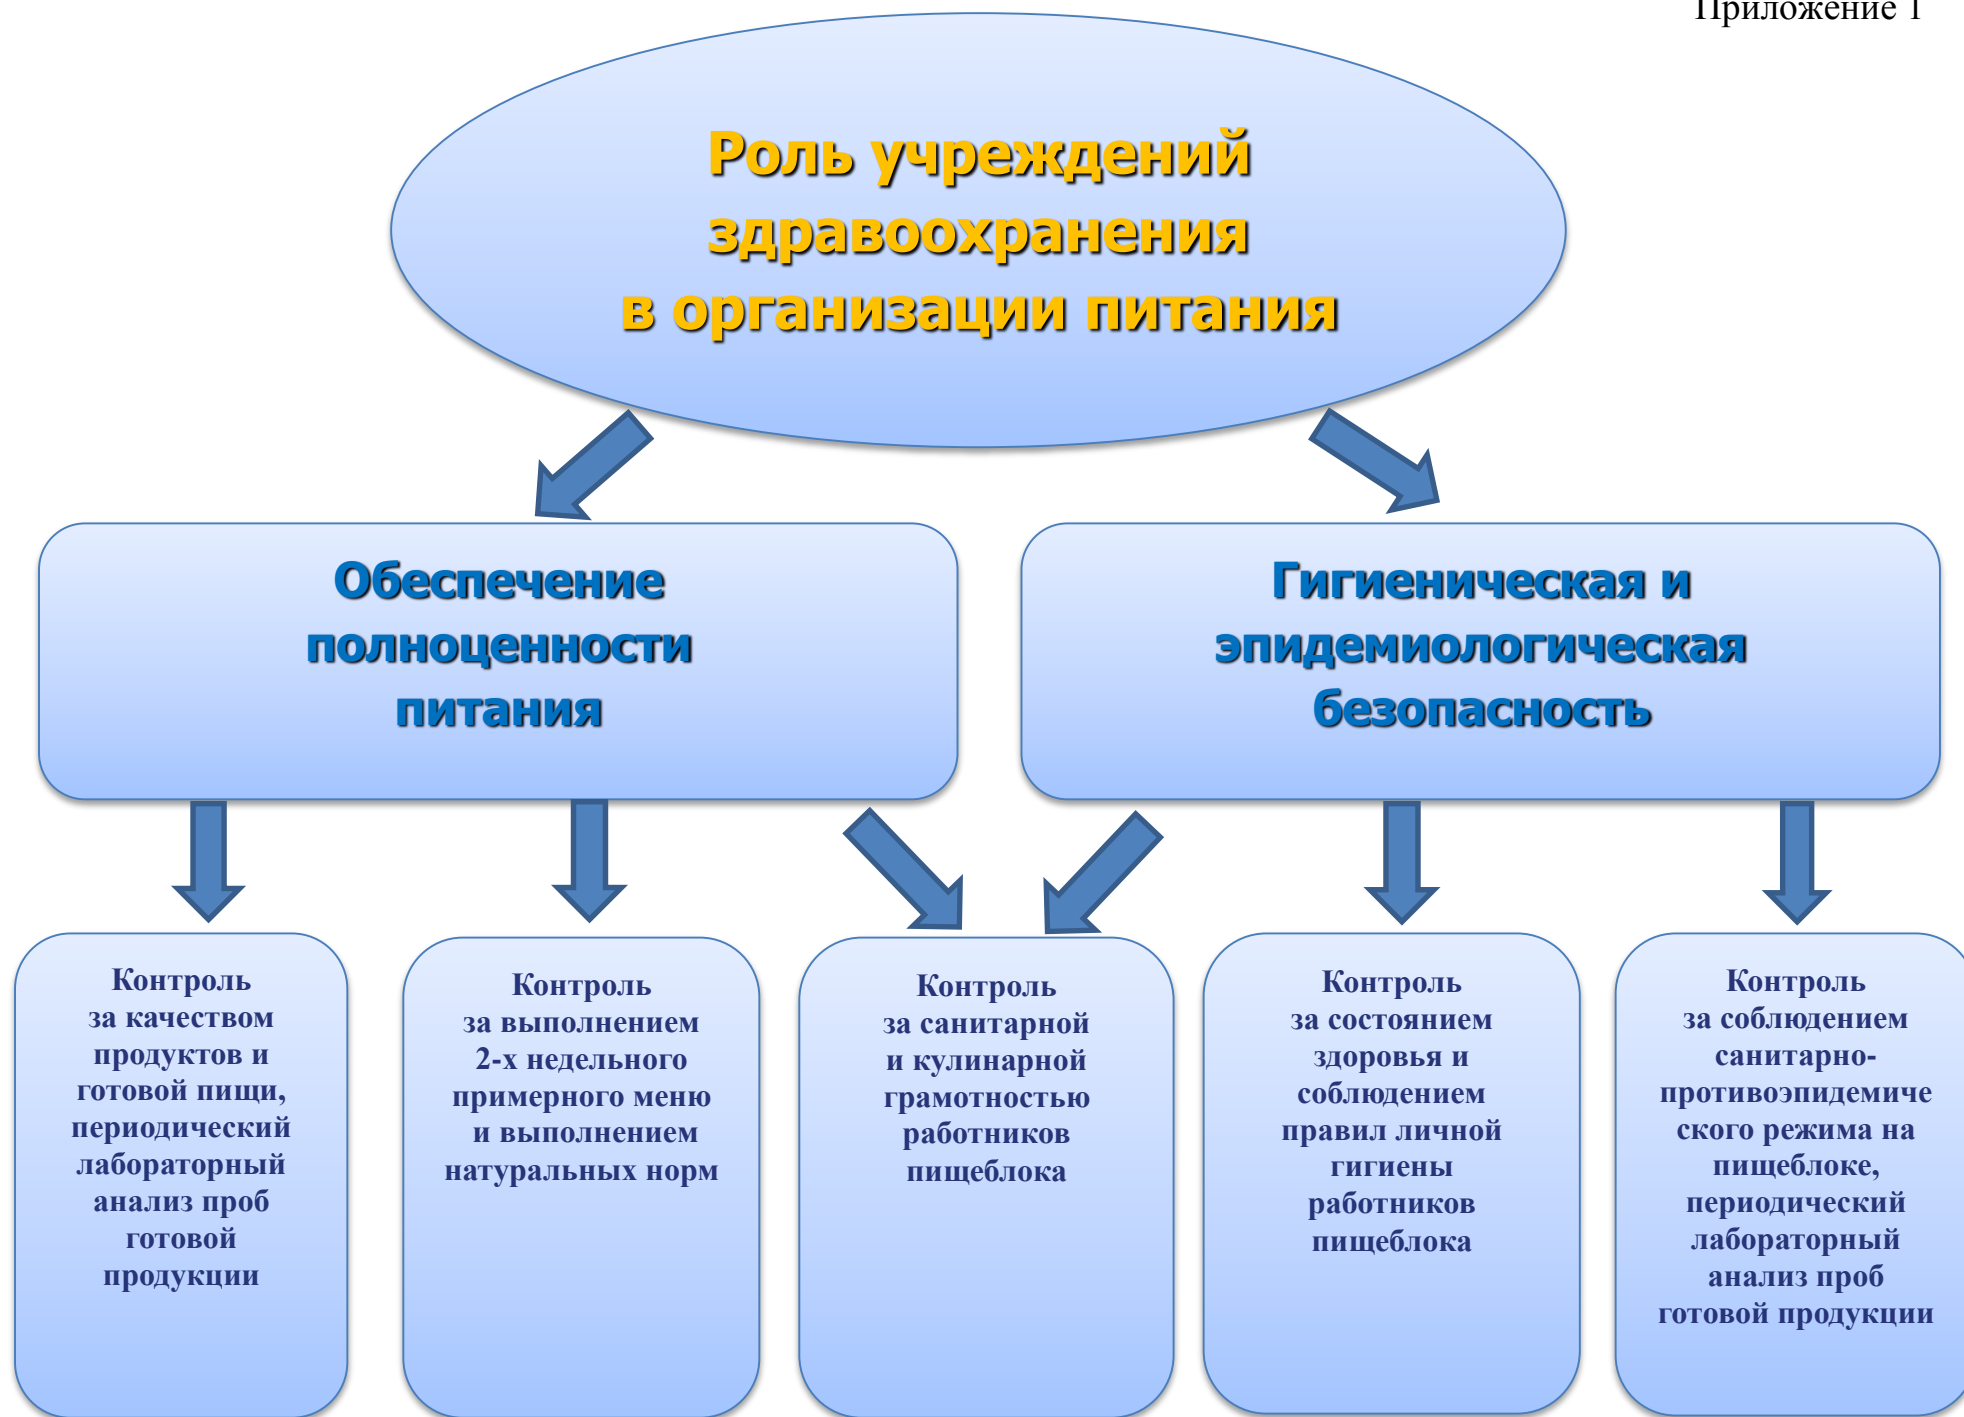 Приложение 1
Роль учреждений
здравоохранения
в организации питания
Обеспечение
полноценности
питания
Гигиеническая и
эпидемиологическая
безопасность
Контроль
за качеством
продуктов и
готовой пищи,
периодический
лабораторный
анализ проб
готовой
продукции
Контроль
за выполнением
2-х недельного
примерного меню
и выполнением
натуральных норм
Контроль
за санитарной
и кулинарной
грамотностью
работников
пищеблока
Контроль
за состоянием
здоровья и
соблюдением
правил личной
гигиены
работников
пищеблока
Контроль
за соблюдением
санитарно-
противоэпидемиче
ского режима на
пищеблоке,
периодический
лабораторный
анализ проб
готовой продукции